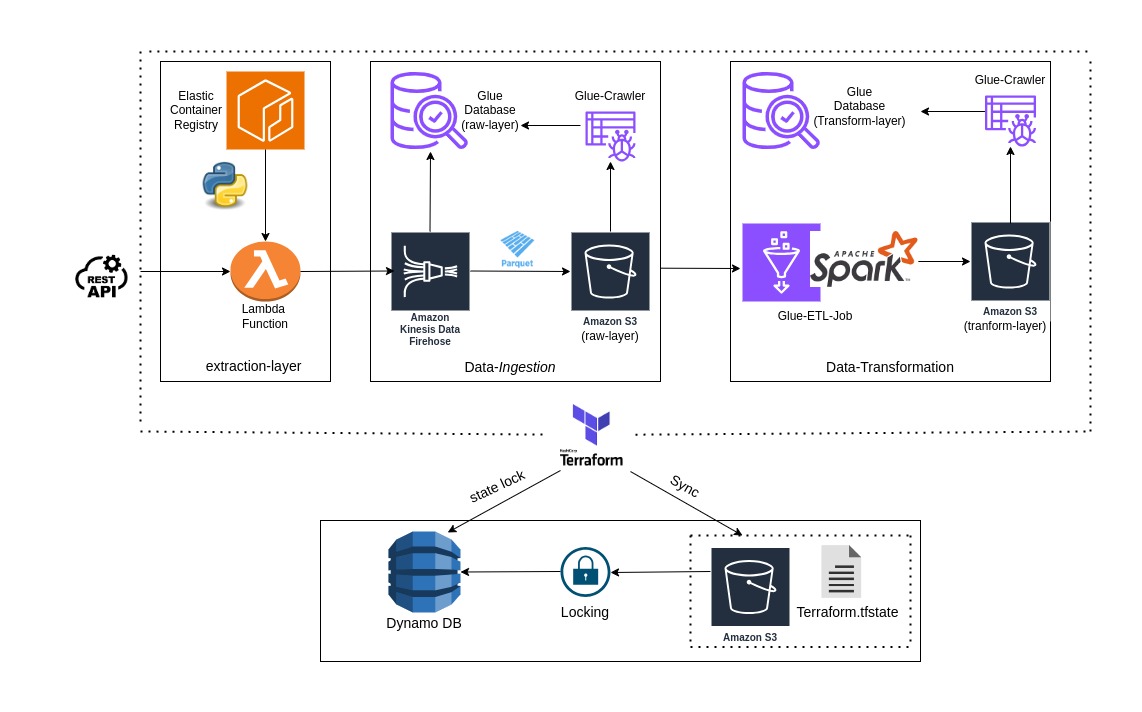 Elastic
Container
Registry
REST
API
Lambda
Function
extraction-layer
Glue
Database
(raw-layer)
Glue-Crawler
Parquet
Amazon
Kinesis Data
Firehose
Amazon S3
(raw-layer)
Data-Ingestion
Glue
Database
(Transform-layer)
Glue-Crawler
APACHE
Spark
Glue-ETL-Job
Amazon S3
(tranform-layer)
Data-Transformation
HashiCorp
Terraform
state lock
Sync
Dynamo DB
Locking
Amazon S3
Terraform.tfstate